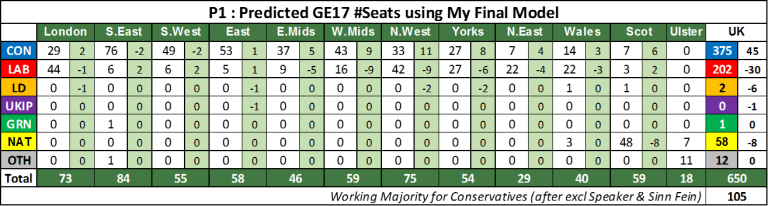 P1 : Predicted GE17 #Seats using My Final Model
London S.East S.West East E.Mids W.Mids N.West Yorks N.East Wales Scot Ulster UK
CON 29 2 76 -2 49 -2 53 1 37 5 43 9 33 11 27 8 7 4 14 3 7 6 0 375 45
LAB 44 -1 6 2 6 2 5 1 9 -5 16 -9 42 -9 27 -6 22 -4 22 -3 3 2 0 202 -30
LD 0 -1 0 0 0 0 0 -1 0 0 0 0 0 -2 0 -2 0 0 1 0 1 0 0 2 -6
UKIP 0 0 0 0 0 0 0 -1 0 0 0 0 0 0 0 0 0 0 0 0 0 0 0 0 -1
GRN 0 0 1 0 0 0 0 0 0 0 0 0 0 0 0 0 0 0 0 0 0 0 0 1 0
NAT 0 0 0 0 0 0 0 0 0 0 0 0 0 0 0 0 0 0 3 0 48 -8 7 58 -8
OTH 0 0 1 0 0 0 0 0 0 0 0 0 0 0 0 0 0 0 0 0 0 0 11 12 0
Total 73 84 55 58 46 59 75 54 29 40 59 18 650
Working Majority for Conservatives (after excl Speaker & Sinn Fein) 105